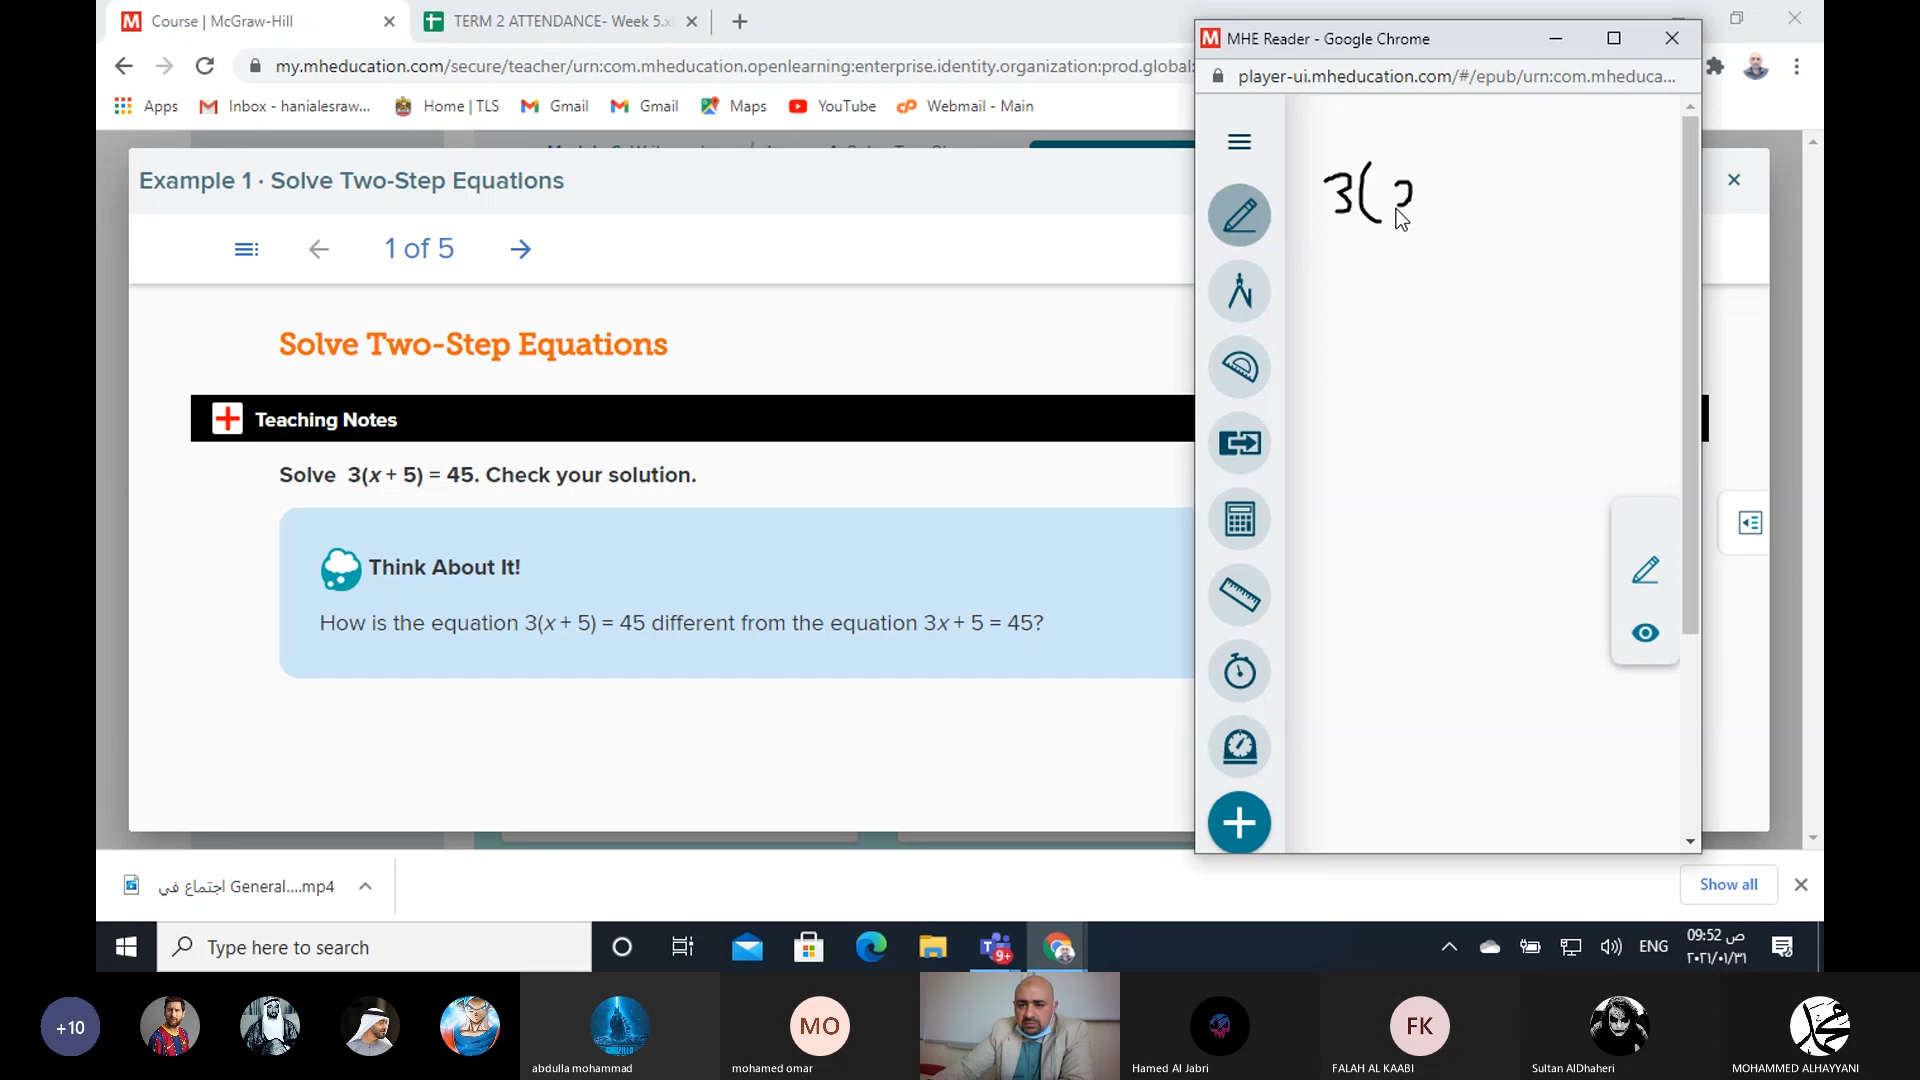 Course | McGraw-Hill
TERM 2 ATTENDANCE- Week 5.x
my.mheducation.com/secure/teacher/urn:com.mheducation.openlearning:enterprise.identity.organization:prod.global:
Apps
Inbox - hanialesraw...
Home | TLS
Gmail
Gmail
Maps
YouTube
Webmail - Main
Example 1 · Solve Two-Step Equations
1 of 5
Solve Two-Step Equations
Teaching Notes
Solve 3(x + 5) = 45. Check your solution.
Think About It!
How is the equation 3(x + 5) = 45 different from the equation 3x + 5 = 45?
MHE Reader - Google Chrome
player-ui.mheducation.com/#/epub/urn:com.mheduca...
3(
اجتماع في General....mp4
Show all
Type here to search
9+
ENG
09:52 ص
٢٠٢١/٠١/٣١
+10
abdulla mohammad
MO
mohamed omar
Hamed Al Jabri
FK
FALAH AL KAABI
Sultan AlDhaheri
MOHAMMED ALHAYYANI